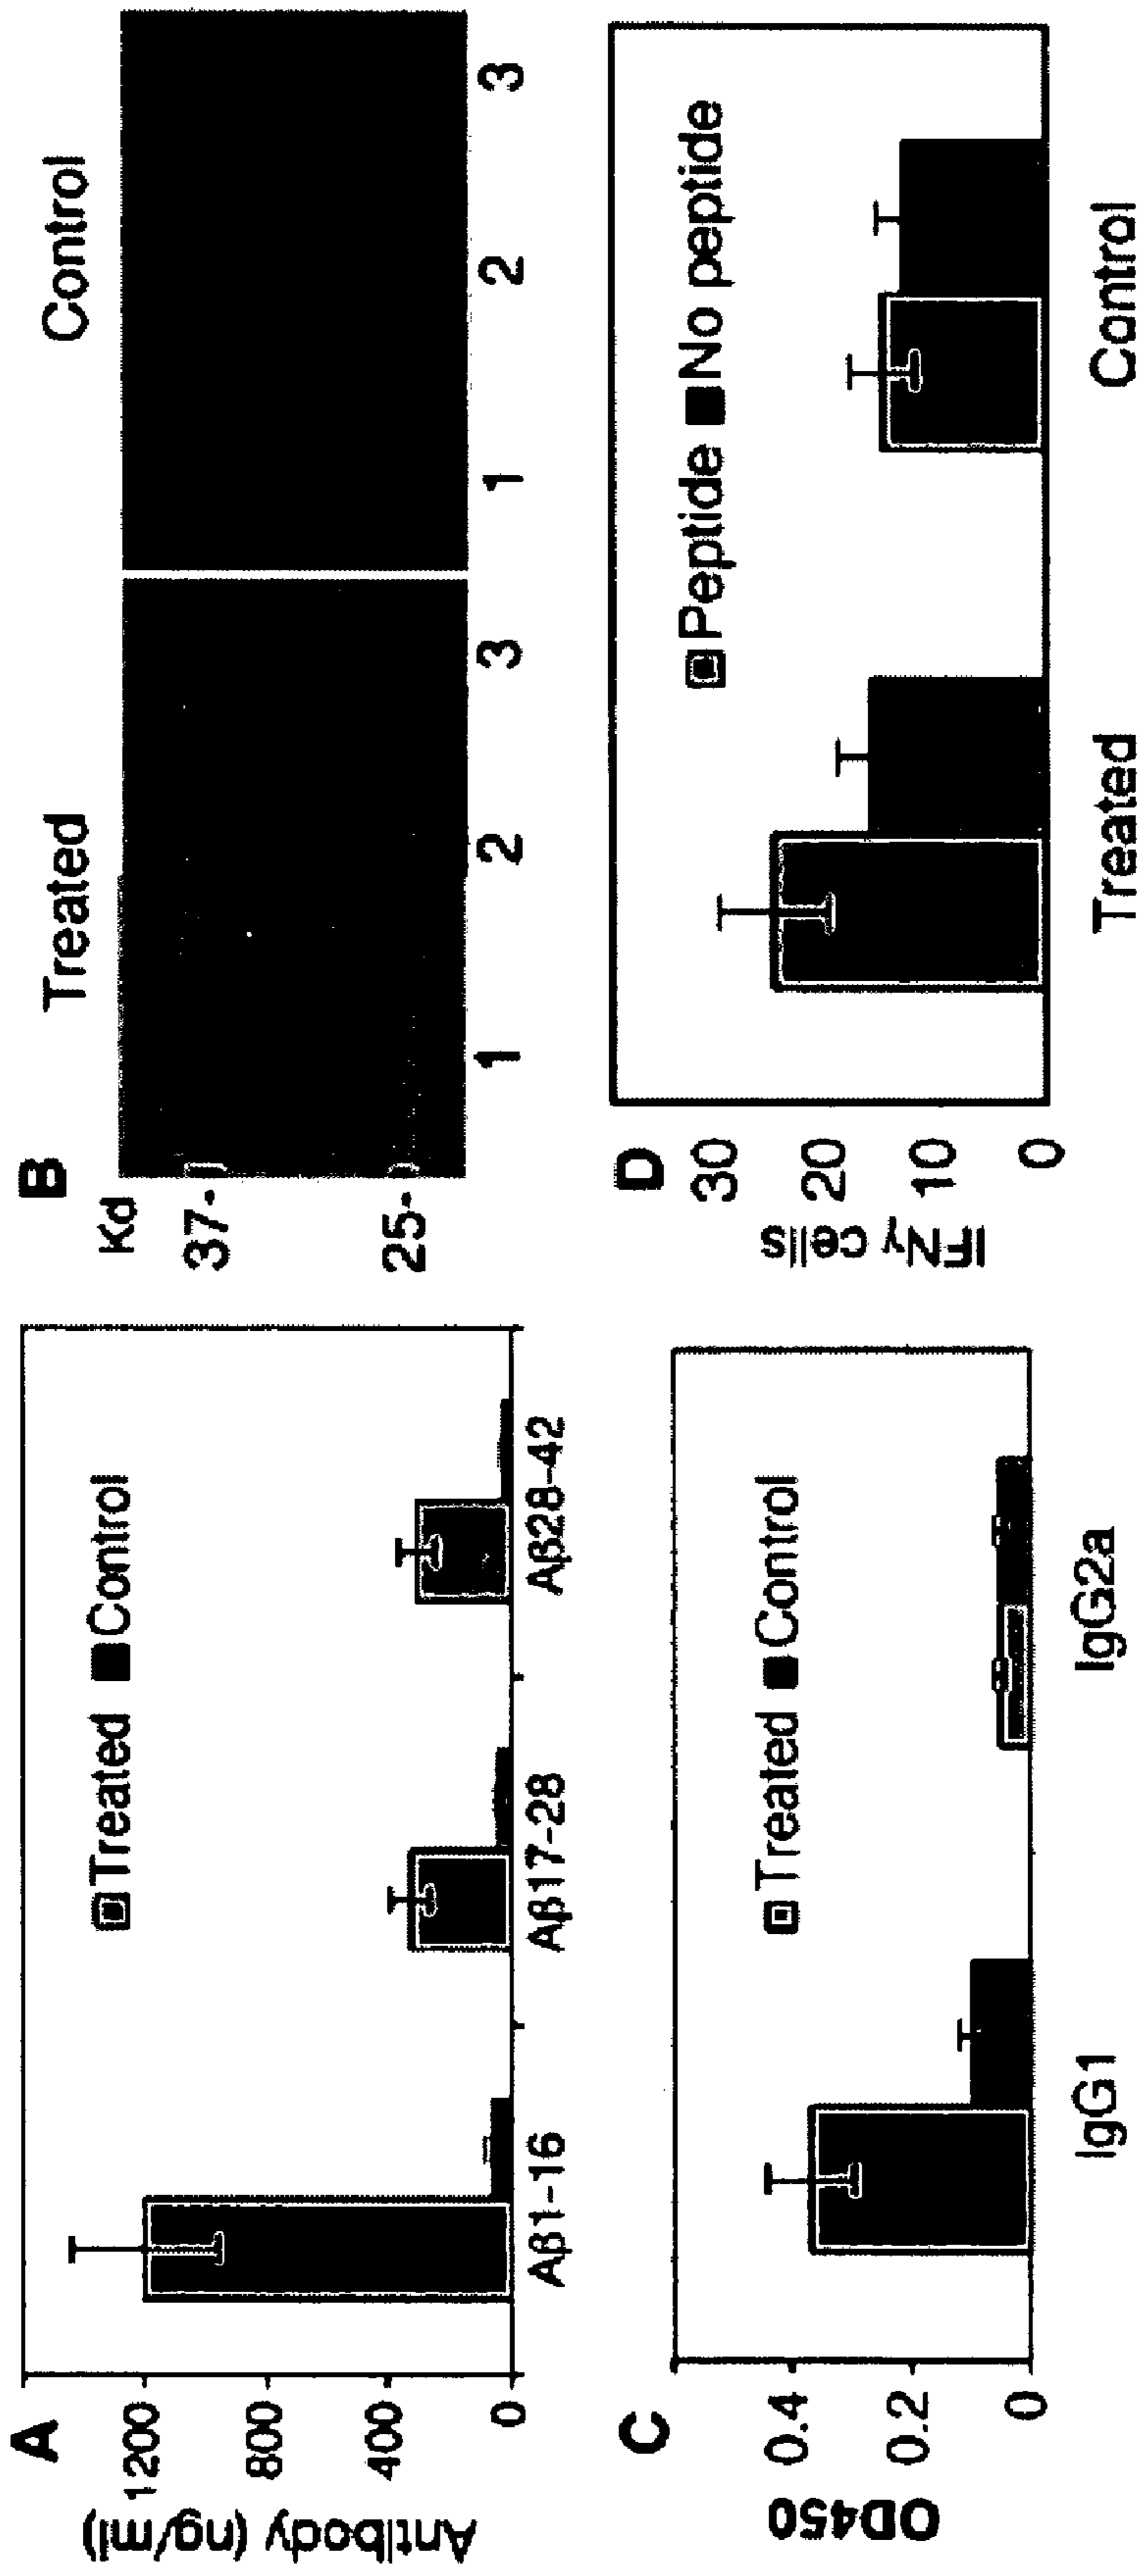 A
Antibody (ng/ml)
1200
800
400
0
Treated Control
Aβ1-16 Aβ17-28 Aβ28-42
B
Treated Control
Kd
37-
25-
1 2 3 1 2 3
C
OD450
0.4
0.2
0
Treated Control
IgG1 IgG2a
D
IFNγ cells
30
20
10
0
Peptide No peptide
Treated Control